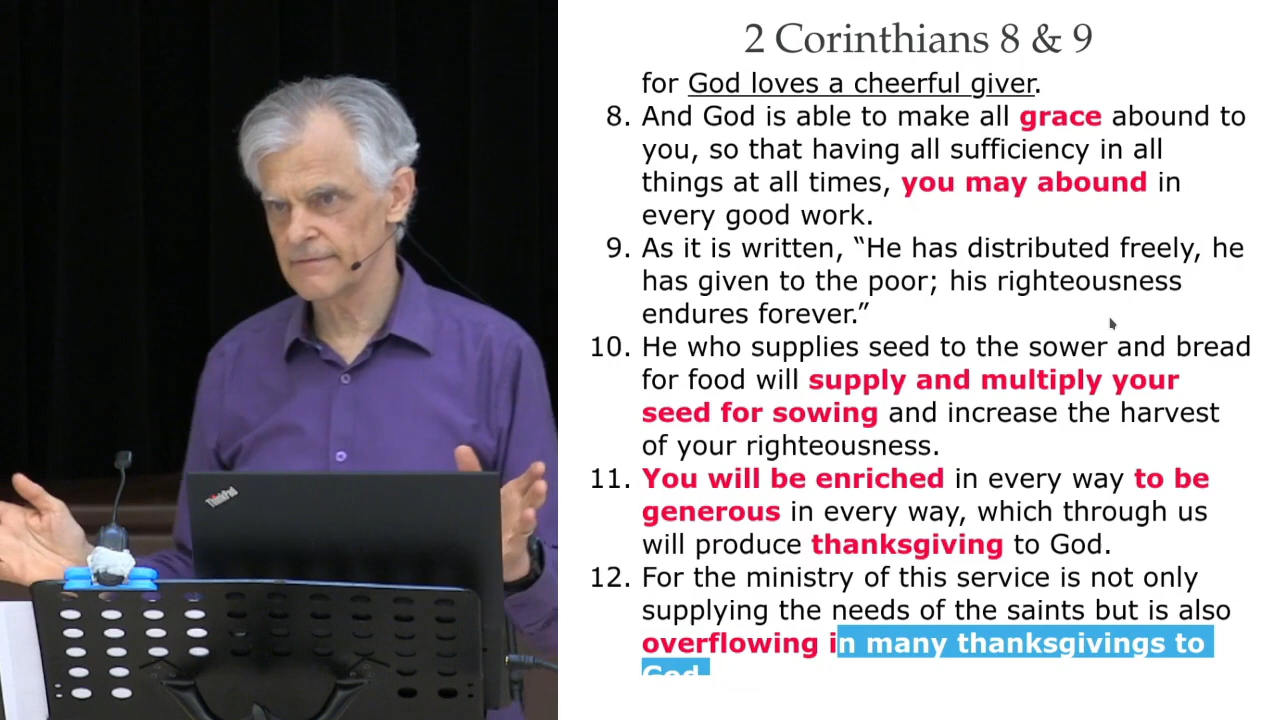 2 Corinthians 8 & 9
for God loves a cheerful giver.
8. And God is able to make all grace abound to
you, so that having all sufficiency in all
things at all times, you may abound in
every good work.
9. As it is written, “He has distributed freely, he
has given to the poor; his righteousness
endures forever.”
10. He who supplies seed to the sower and bread
for food will supply and multiply your
seed for sowing and increase the harvest
of your righteousness.
11. You will be enriched in every way to be
generous in every way, which through us
will produce thanksgiving to God.
12. For the ministry of this service is not only
supplying the needs of the saints but is also
overflowing in many thanksgivings to
God.
ThinkPad